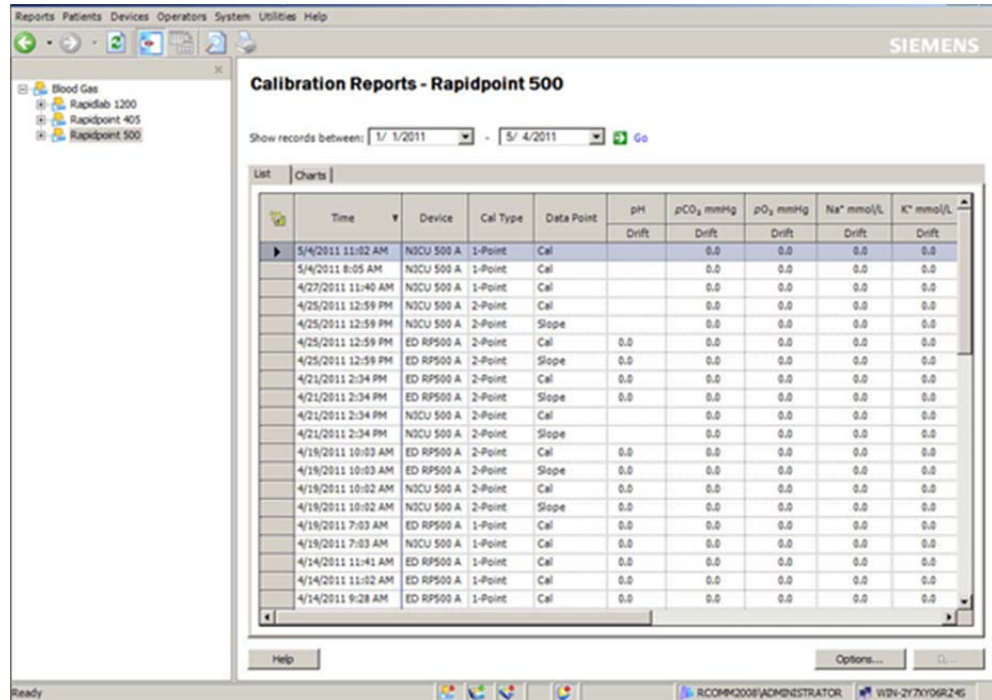 Reports Patients Devices Operators System Utilities Help
SIEMENS
Blood Gas
Rapidlab 1200
Rapidpoint 405
Rapidpoint 500
Calibration Reports - Rapidpoint 500
Show records between: 1/ 1/2011 - 5/ 4/2011 Go
List Charts
Time Device Cal Type Data Point pH pCO₂ mmHg pO₂ mmHg Na⁺ mmol/L K⁺ mmol/L
Drift Drift Drift Drift Drift
5/4/2011 11:02 AM NICU 500 A 1-Point Cal 0.0 0.0 0.0 0.0
5/4/2011 8:05 AM NICU 500 A 1-Point Cal 0.0 0.0 0.0 0.0
4/27/2011 11:40 AM NICU 500 A 1-Point Cal 0.0 0.0 0.0 0.0
4/25/2011 12:59 PM NICU 500 A 2-Point Cal 0.0 0.0 0.0 0.0
4/25/2011 12:59 PM NICU 500 A 2-Point Slope 0.0 0.0 0.0 0.0
4/25/2011 12:59 PM ED RP500 A 2-Point Cal 0.0 0.0 0.0 0.0 0.0
4/25/2011 12:59 PM ED RP500 A 2-Point Slope 0.0 0.0 0.0 0.0 0.0
4/21/2011 2:34 PM ED RP500 A 2-Point Cal 0.0 0.0 0.0 0.0 0.0
4/21/2011 2:34 PM ED RP500 A 2-Point Slope 0.0 0.0 0.0 0.0 0.0
4/21/2011 2:34 PM NICU 500 A 2-Point Cal 0.0 0.0 0.0 0.0
4/21/2011 2:34 PM NICU 500 A 2-Point Slope 0.0 0.0 0.0 0.0
4/19/2011 10:03 AM ED RP500 A 2-Point Cal 0.0 0.0 0.0 0.0 0.0
4/19/2011 10:03 AM ED RP500 A 2-Point Slope 0.0 0.0 0.0 0.0 0.0
4/19/2011 10:02 AM NICU 500 A 2-Point Cal 0.0 0.0 0.0 0.0 0.0
4/19/2011 10:02 AM NICU 500 A 2-Point Slope 0.0 0.0 0.0 0.0 0.0
4/19/2011 7:03 AM ED RP500 A 1-Point Cal 0.0 0.0 0.0 0.0 0.0
4/19/2011 7:03 AM NICU 500 A 1-Point Cal 0.0 0.0 0.0 0.0 0.0
4/14/2011 11:41 AM ED RP500 A 1-Point Cal 0.0 0.0 0.0 0.0 0.0
4/14/2011 11:02 AM ED RP500 A 1-Point Cal 0.0 0.0 0.0 0.0 0.0
4/14/2011 9:28 AM ED RP500 A 1-Point Cal 0.0 0.0 0.0 0.0 0.0
Help Options...
Ready RCOMM2008\ADMINISTRATOR WIN-2Y7XY06RZ4G